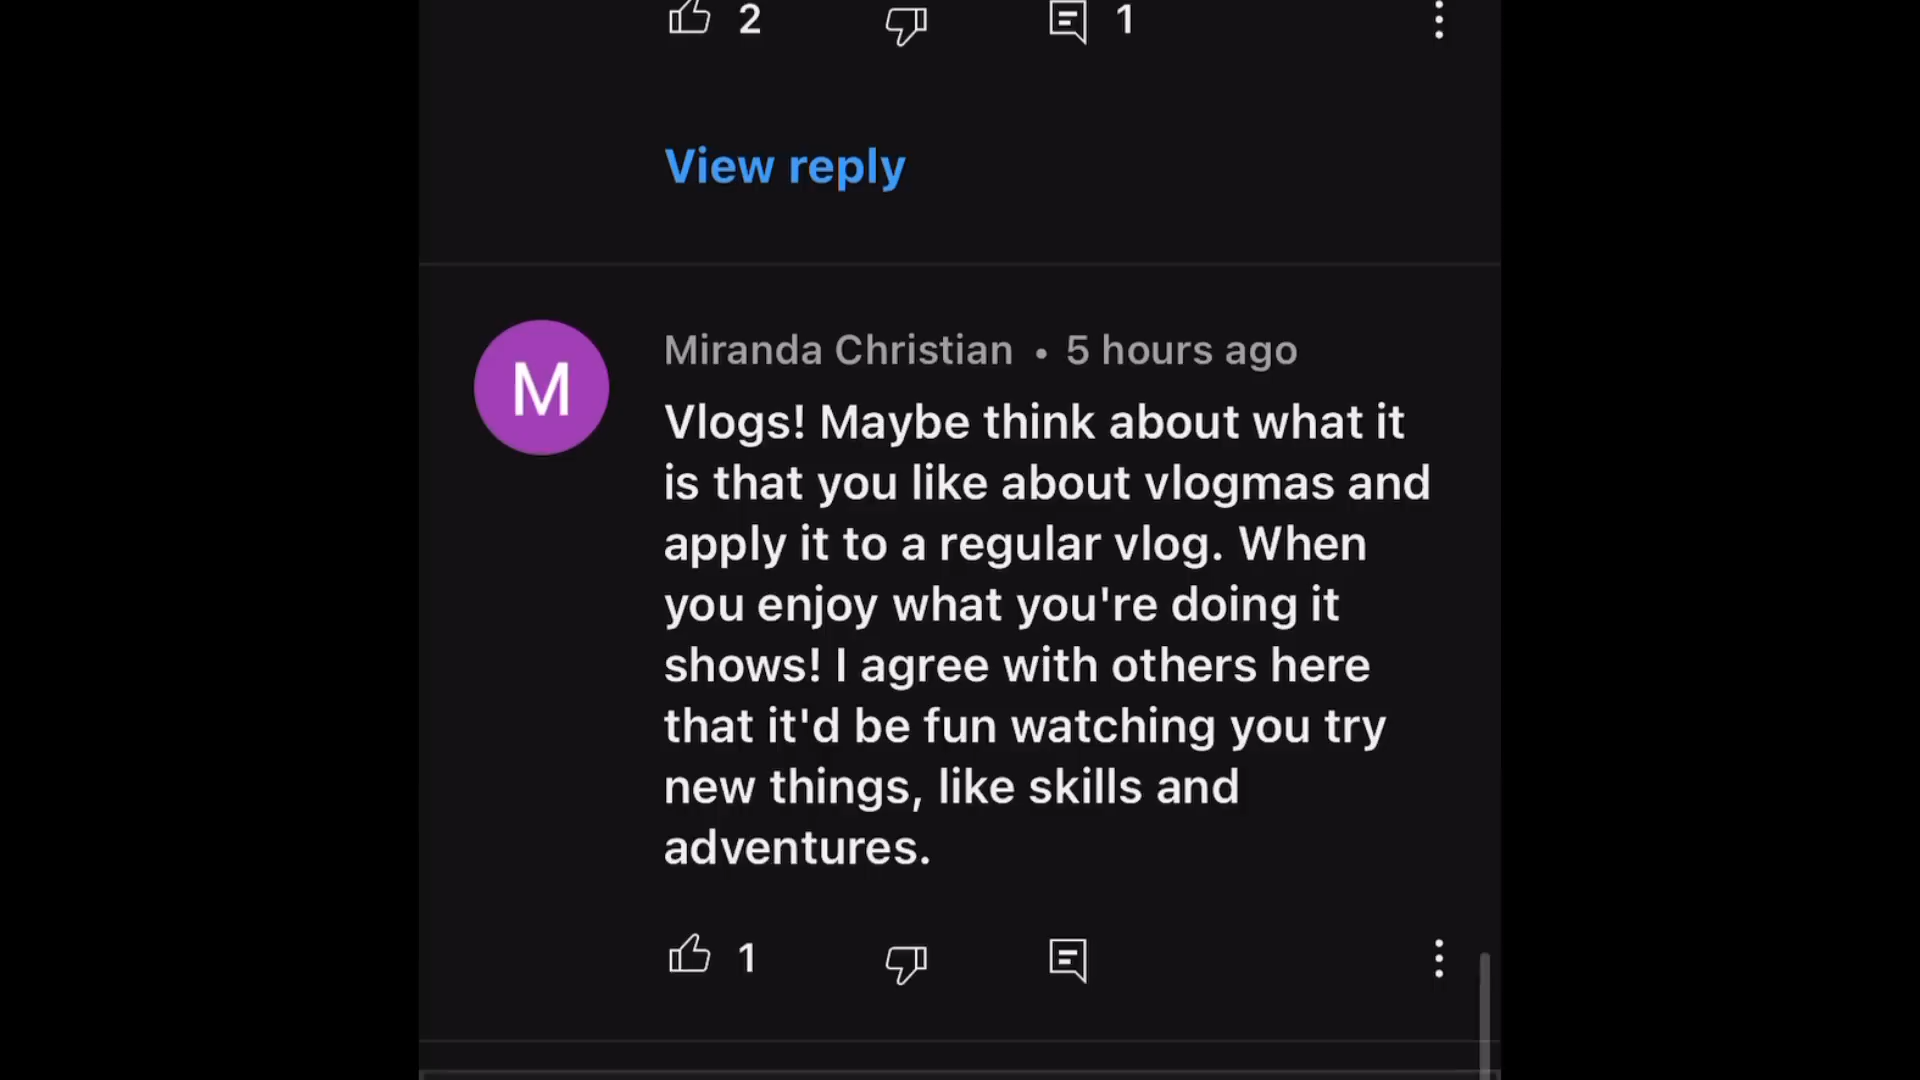 2 1
View reply
M
Miranda Christian • 5 hours ago
Vlogs! Maybe think about what it
is that you like about vlogmas and
apply it to a regular vlog. When
you enjoy what you're doing it
shows! I agree with others here
that it'd be fun watching you try
new things, like skills and
adventures.
1